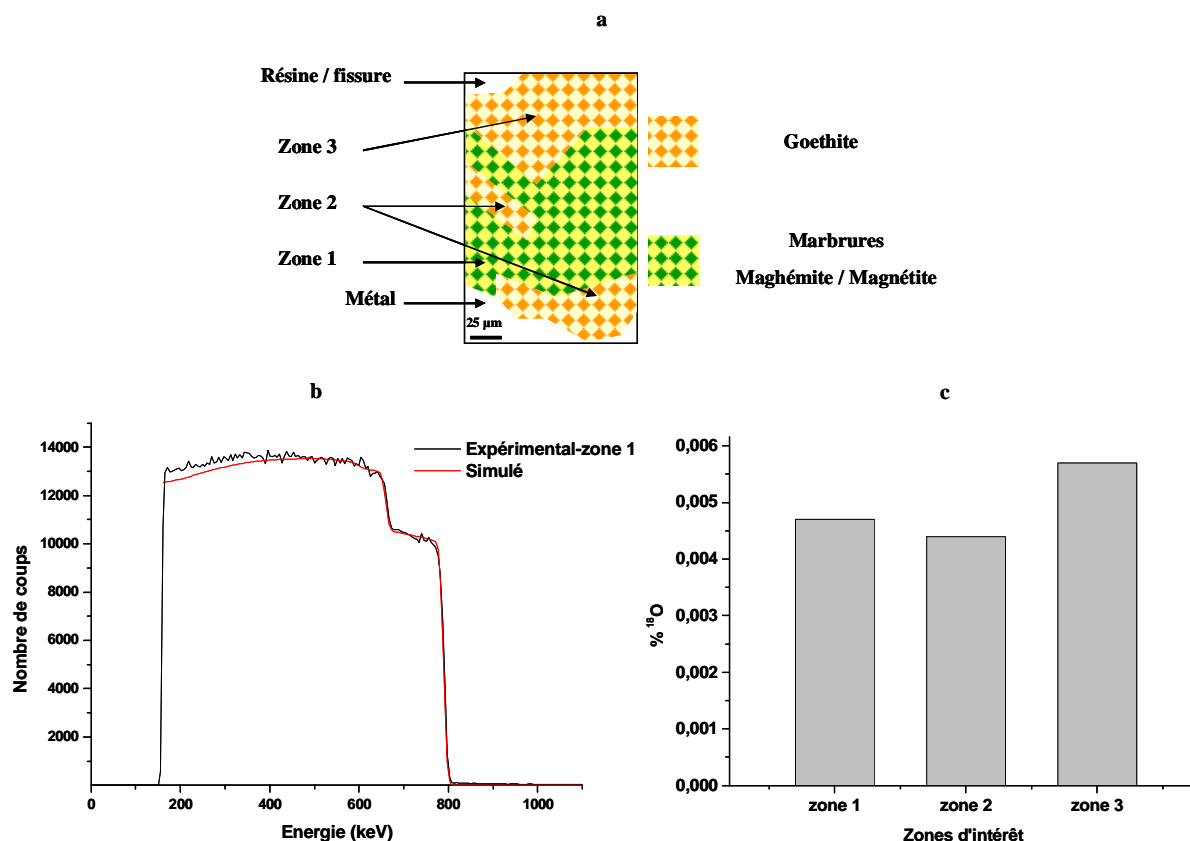 a
Résine / fissure
Zone 3
Goethite
Zone 2
Marbrures
Zone 1
Maghémite / Magnétite
Métal
25 µm
b
14000
12000
10000
8000
6000
4000
2000
Nombre de coups
Expérimental-zone 1
Simulé
0
200
400
600
800
1000
Energie (keV)
c
0,006
0,005
0,004
0,003
0,002
0,001
0,000
% ¹⁸O
zone 1
zone 2
zone 3
Zones d'intérêt